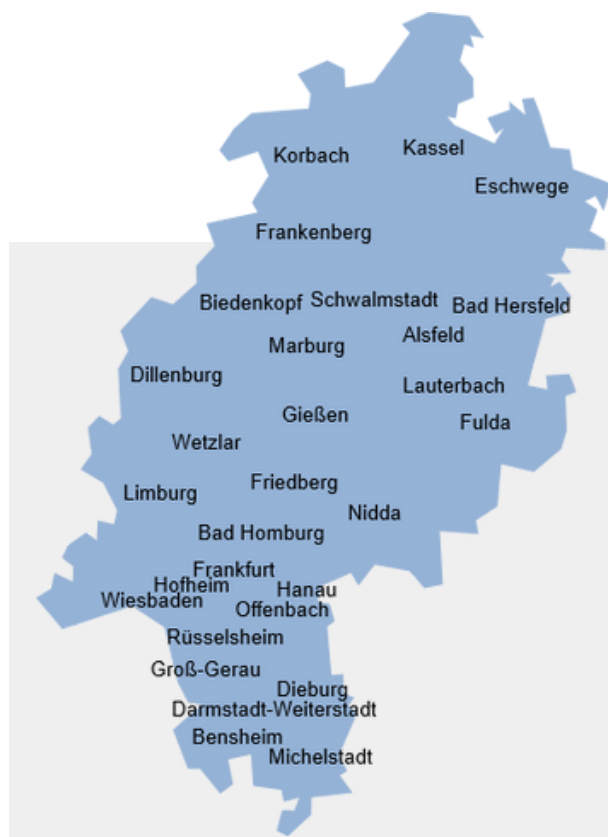 Kassel
Korbach
Eschwege
Frankenberg
Schwalmstadt
Biedenkopf
Bad Hersfeld
Alsfeld
Marburg
Dillenburg
Lauterbach
Gießen
Fulda
Wetzlar
Friedberg
Limburg
Nidda
Bad Homburg
Frankfurt
Hofheim
Hanau
Wiesbaden
Offenbach
Rüsselsheim
Groß-Gerau
Dieburg
Darmstadt-Weiterstadt
Bensheim
Michelstadt